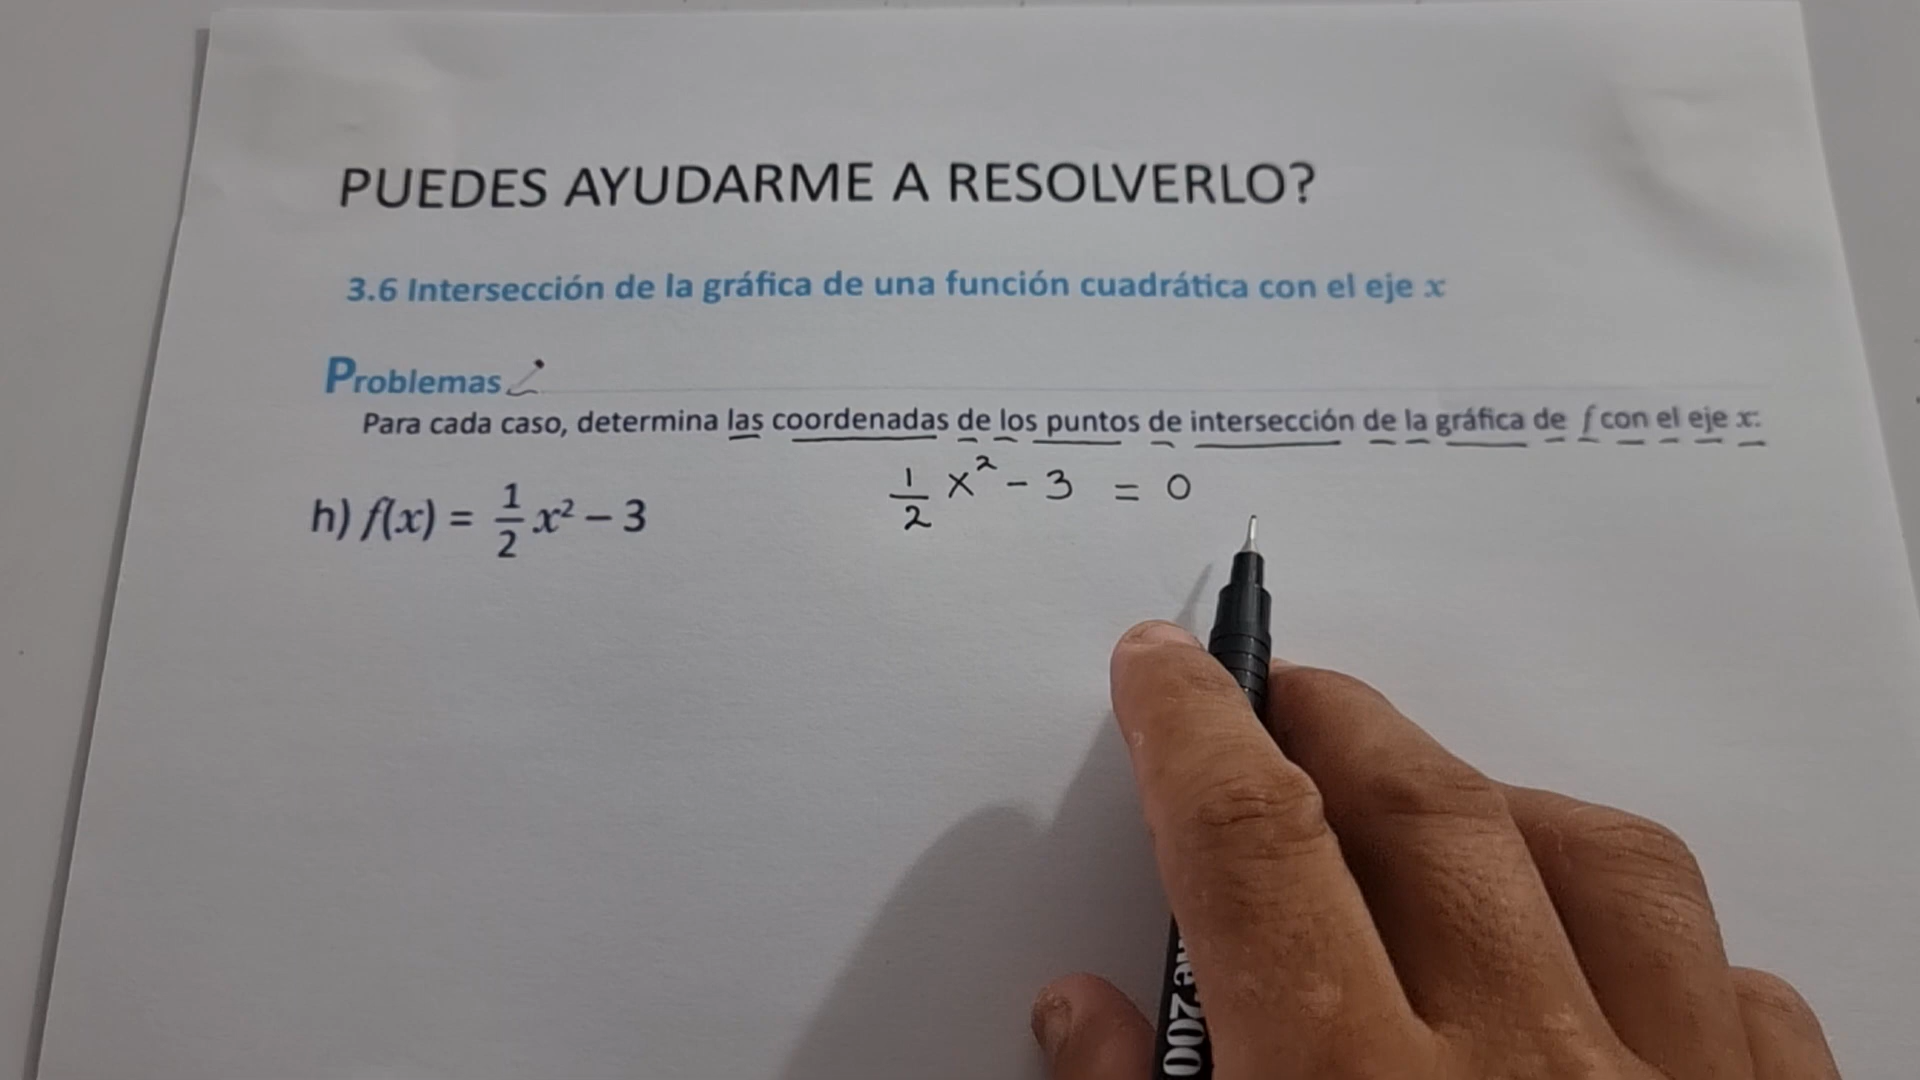 PUEDES AYUDARME A RESOLVERLO?
3.6 Intersección de la gráfica de una función cuadrática con el eje x
Problemas
Para cada caso, determina las coordenadas de los puntos de intersección de la gráfica de f con el eje x:
h) f(x) = 1/2 x² – 3
1/2 x² - 3 = 0
200